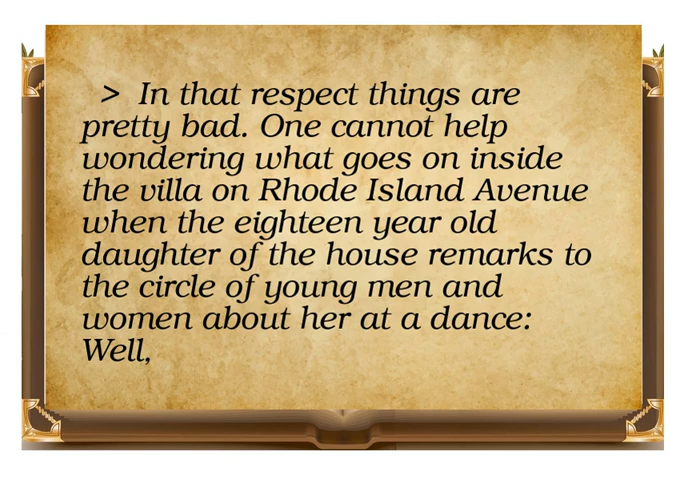 > In that respect things are
pretty bad. One cannot help
wondering what goes on inside
the villa on Rhode Island Avenue
when the eighteen year old
daughter of the house remarks to
the circle of young men and
women about her at a dance:
Well,